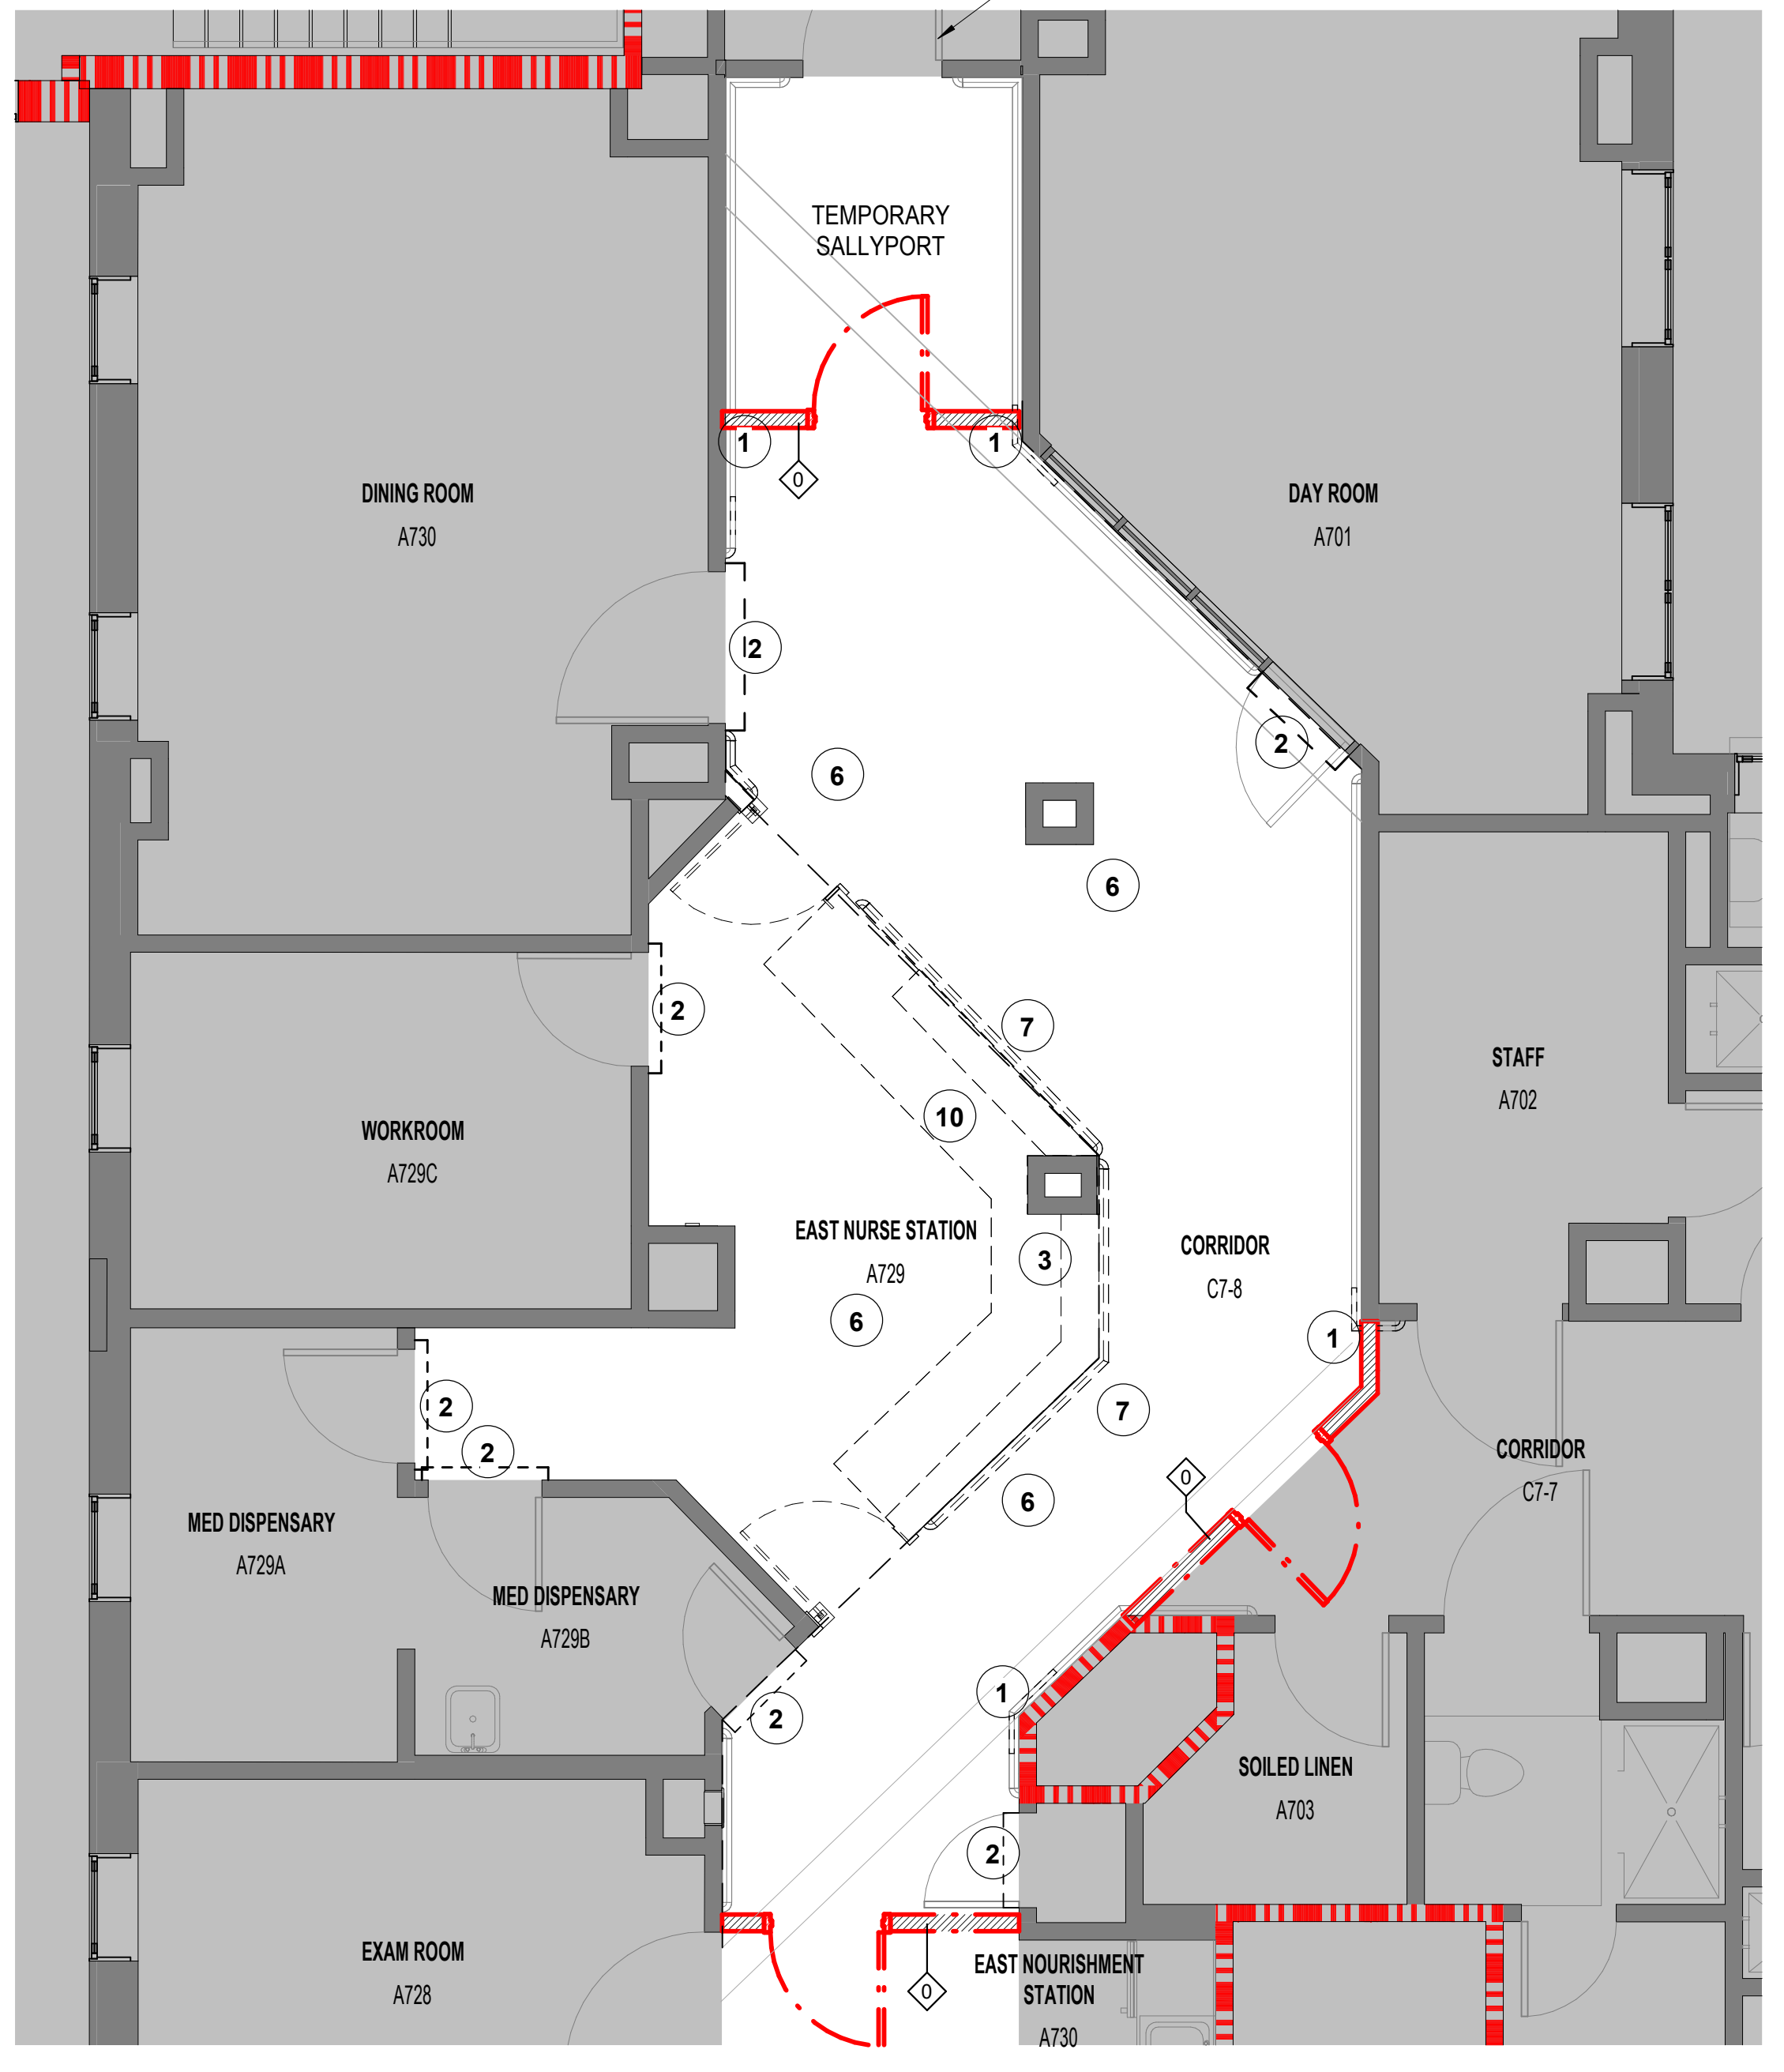 TEMPORARY
SALLYPORT
1
1
0
DINING ROOM
A730
DAY ROOM
A701
2
2
6
6
2
7
STAFF
A702
10
WORKROOM
A729C
EAST NURSE STATION
A729
3
CORRIDOR
C7-8
6
1
2
7
2
CORRIDOR
C7-7
0
6
MED DISPENSARY
A729A
MED DISPENSARY
A729B
1
2
SOILED LINEN
A703
2
EXAM ROOM
A728
0
EAST NOURISHMENT
STATION
A730